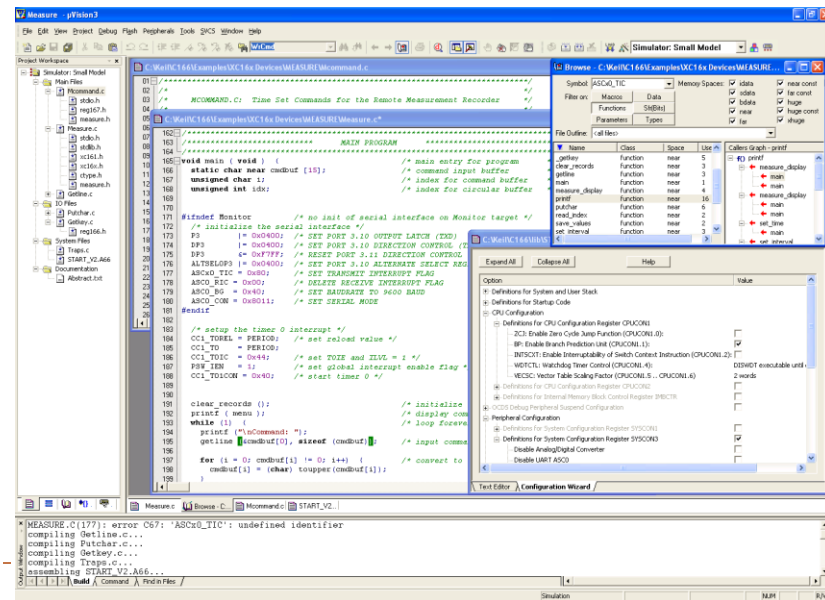 Measure - µVision3
File Edit View Project Debug Flash Peripherals Tools SVCS Window Help
WiCmd
Simulator: Small Model
Project Workspace
Simulator: Small Model
Main Files
Mcommand.c
stdio.h
reg167.h
measure.h
Measure.c
stdio.h
stdlib.h
xc161.h
xc16x.h
ctype.h
measure.h
Getline.c
IO Files
Putchar.c
Getkey.c
reg166.h
System Files
Traps.c
START_V2.A66
Documentation
Abstract.txt
C:\Keil\C166\Examples\XC16x Devices\MEASURE\Mcommand.c
01 /*
02 /*
03 /* MCOMMAND.C: Time Set Commands for the Remote Measurement Recorder
04 /*
C:\Keil\C166\Examples\XC16x Devices\MEASURE\Measure.c*
162 /*
163 /* MAIN PROGRAM
164 /*
165 void main ( void ) { /* main entry for program
166 static char near cmdbuf [15]; /* command input buffer
167 unsigned char i; /* index for command buffer
168 unsigned int idx; /* index for circular buffer
169
170
171 #ifndef Monitor /* no init of serial interface on Monitor target */
172 /* initialize the serial interface */
173 P3 |= 0x0400; /* SET PORT 3.10 OUTPUT LATCH (TXD)
174 DP3 |= 0x0400; /* SET PORT 3.10 DIRECTION CONTROL (T
175 DP3 &= 0xF7FF; /* RESET PORT 3.11 DIRECTION CONTROL
176 ALTSEL0P3 |= 0x0400; /* SET PORT 3.10 ALTERNATE SELECT REG
177 ASCx0_TIC = 0x80; /* SET TRANSMIT INTERRUPT FLAG
178 ASC0_RIC = 0x00; /* DELETE RECEIVE INTERRUPT FLAG
179 ASC0_BG = 0x40; /* SET BAUDRATE TO 9600 BAUD
180 ASC0_CON = 0x8011; /* SET SERIAL MODE
181 #endif
182
183 /* setup the timer 0 interrupt */
184 CC1_T0REL = PERIOD; /* set reload value */
185 CC1_T0 = PERIOD;
186 CC1_T0IC = 0x44; /* set T0IE and ILVL = 1 */
187 PSW_IEN = 1; /* set global interrupt enable flag *
188 CC1_T01CON = 0x40; /* start timer 0 */
189
190
191 clear_records (); /* initialize
192 printf ( menu ); /* display com
193 while (1) { /* loop forever
194 printf ("\nCommand: ");
195 getline (&cmdbuf[0], sizeof (cmdbuf)); /* input comma
196
197 for (i = 0; cmdbuf[i] != 0; i++) { /* convert to
198 cmdbuf[i] = (char) toupper(cmdbuf[i]);
199 }
C:\Keil\C166\Examples\XC16x Devices\MEASURE...
Browse - C:\Keil\C166\Examples\XC16x Devices\MEASURE...
Symbol: ASCx0_TIC Memory Spaces: idata near const
Filter on: Macros Data xdata far const
Functions Sfr(Bits) bdata huge
Parameters Types near huge const
far xhuge
File Outline: <all files>
Name Class Space Use Callers Graph - printf
_getkey function near 5
clear_records function near 3
getline function near 3
main function near 1
measure_display function near 4
printf function near 16
putchar function near 6
read_index function near 2
save_values function near 2
set_interval function near 3
f() printf
measure_display
main
main
measure_display
main
main
set_time
main
set_interval
C:\Keil\C166\lib\S
Expand All Collapse All Help
Option Value
Definitions for System and User Stack
Definitions for Startup Code
CPU Configuration
Definitions for CPU Configuration Register CPUCON1
ZCJ: Enable Zero Cycle Jump Function (CPUCON1.0):
BP: Enable Branch Prediction Unit (CPUCON1.1):
INTSCXT: Enable Interruptability of Switch Context Instruction (CPUCON1.2):
WDTCTL: Watchdog Timer Control (CPUCON1.4): DISWDT executable until
VECSC: Vector Table Scaling Factor (CPUCON1.5 ... CPUCON1.6) 2 words
Definitions for CPU Configuration Register CPUCON2
Definitions for Internal Memory Block Control Register IMBCTR
OCDS Debug Peripheral Suspend Configuration
Peripheral Configuration
Definitions for System Configuration Register SYSCON1
Definitions for System Configuration Register SYSCON3
Disable Analog/Digital Converter
Disable UART ASC0
Text Editor Configuration Wizard
Measure.c Browse - C... Mcommand.c START_V2...
MEASURE.C(177): error C67: 'ASCx0_TIC': undefined identifier
compiling Getline.c...
compiling Putchar.c...
compiling Getkey.c...
compiling Traps.c...
assembling START_V2.A66...
Output Window
Build Command Find in Files
Simulation NUM R/W